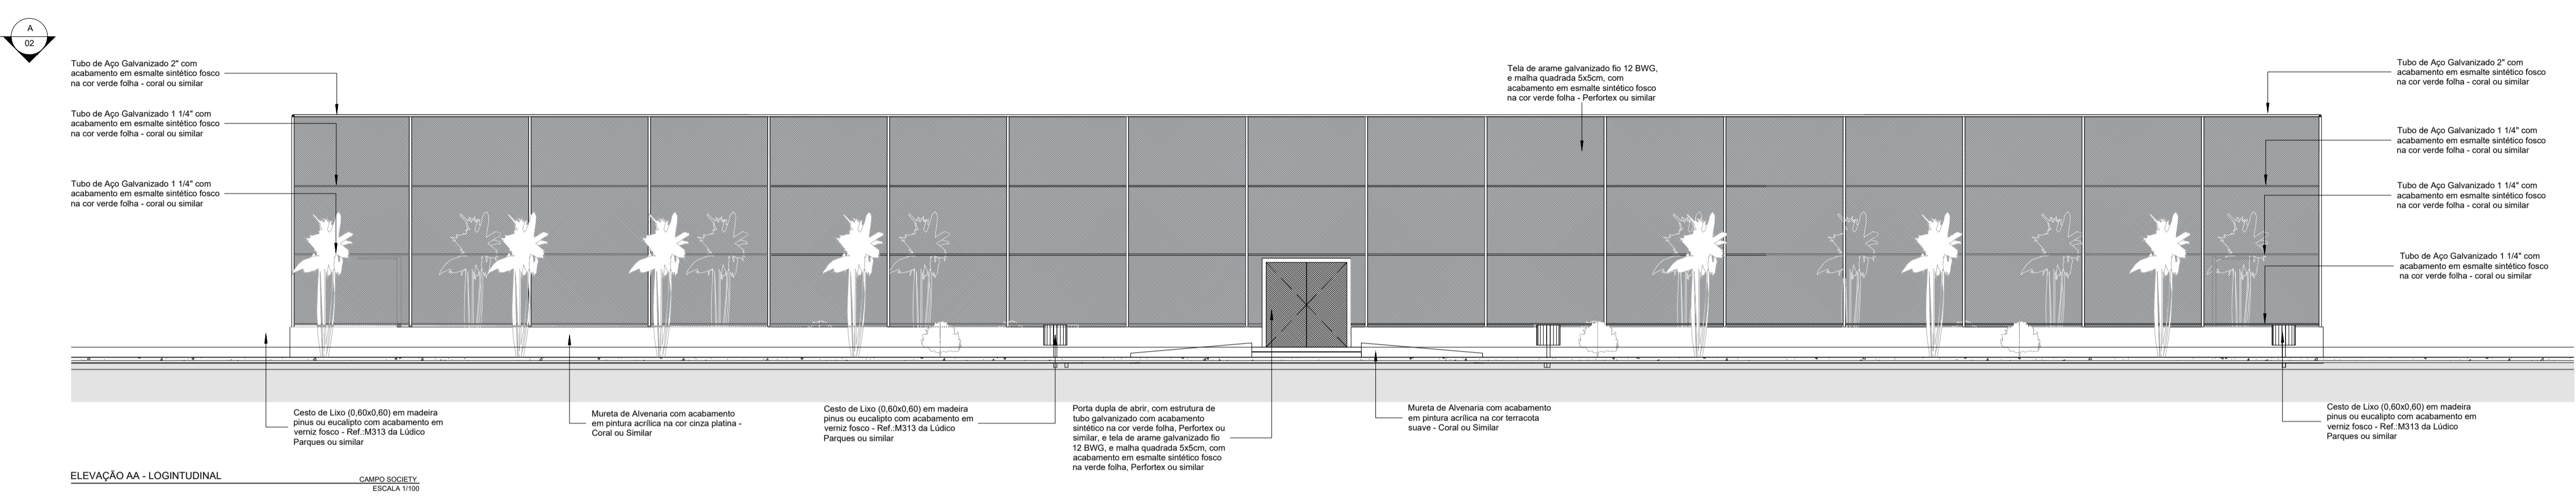 A
02
Tubo de Aço Galvanizado 2" com
acabamento em esmalte sintético fosco
na cor verde folha - coral ou similar
Tubo de Aço Galvanizado 1 1/4" com
acabamento em esmalte sintético fosco
na cor verde folha - coral ou similar
Tubo de Aço Galvanizado 1 1/4" com
acabamento em esmalte sintético fosco
na cor verde folha - coral ou similar
Tela de arame galvanizado fio 12 BWG,
e malha quadrada 5x5cm, com
acabamento em esmalte sintético fosco
na cor verde folha - Perfortex ou similar
Tubo de Aço Galvanizado 2" com
acabamento em esmalte sintético fosco
na cor verde folha - coral ou similar
Tubo de Aço Galvanizado 1 1/4" com
acabamento em esmalte sintético fosco
na cor verde folha - coral ou similar
Tubo de Aço Galvanizado 1 1/4" com
acabamento em esmalte sintético fosco
na cor verde folha - coral ou similar
Tubo de Aço Galvanizado 1 1/4" com
acabamento em esmalte sintético fosco
na cor verde folha - coral ou similar
Cesto de Lixo (0,60x0,60) em madeira
pinus ou eucalipto com acabamento em
verniz fosco - Ref.:M313 da Lúdico
Parques ou similar
Mureta de Alvenaria com acabamento
em pintura acrílica na cor cinza platina -
Coral ou Similar
Cesto de Lixo (0,60x0,60) em madeira
pinus ou eucalipto com acabamento em
verniz fosco - Ref.:M313 da Lúdico
Parques ou similar
Porta dupla de abrir, com estrutura de
tubo galvanizado com acabamento
sintético na cor verde folha, Perfortex ou
similar, e tela de arame galvanizado fio
12 BWG, e malha quadrada 5x5cm, com
acabamento em esmalte sintético fosco
na verde folha, Perfortex ou similar
Mureta de Alvenaria com acabamento
em pintura acrílica na cor terracota
suave - Coral ou Similar
Cesto de Lixo (0,60x0,60) em madeira
pinus ou eucalipto com acabamento em
verniz fosco - Ref.:M313 da Lúdico
Parques ou similar
ELEVAÇÃO AA - LOGINTUDINAL
CAMPO SOCIETY
ESCALA 1/100